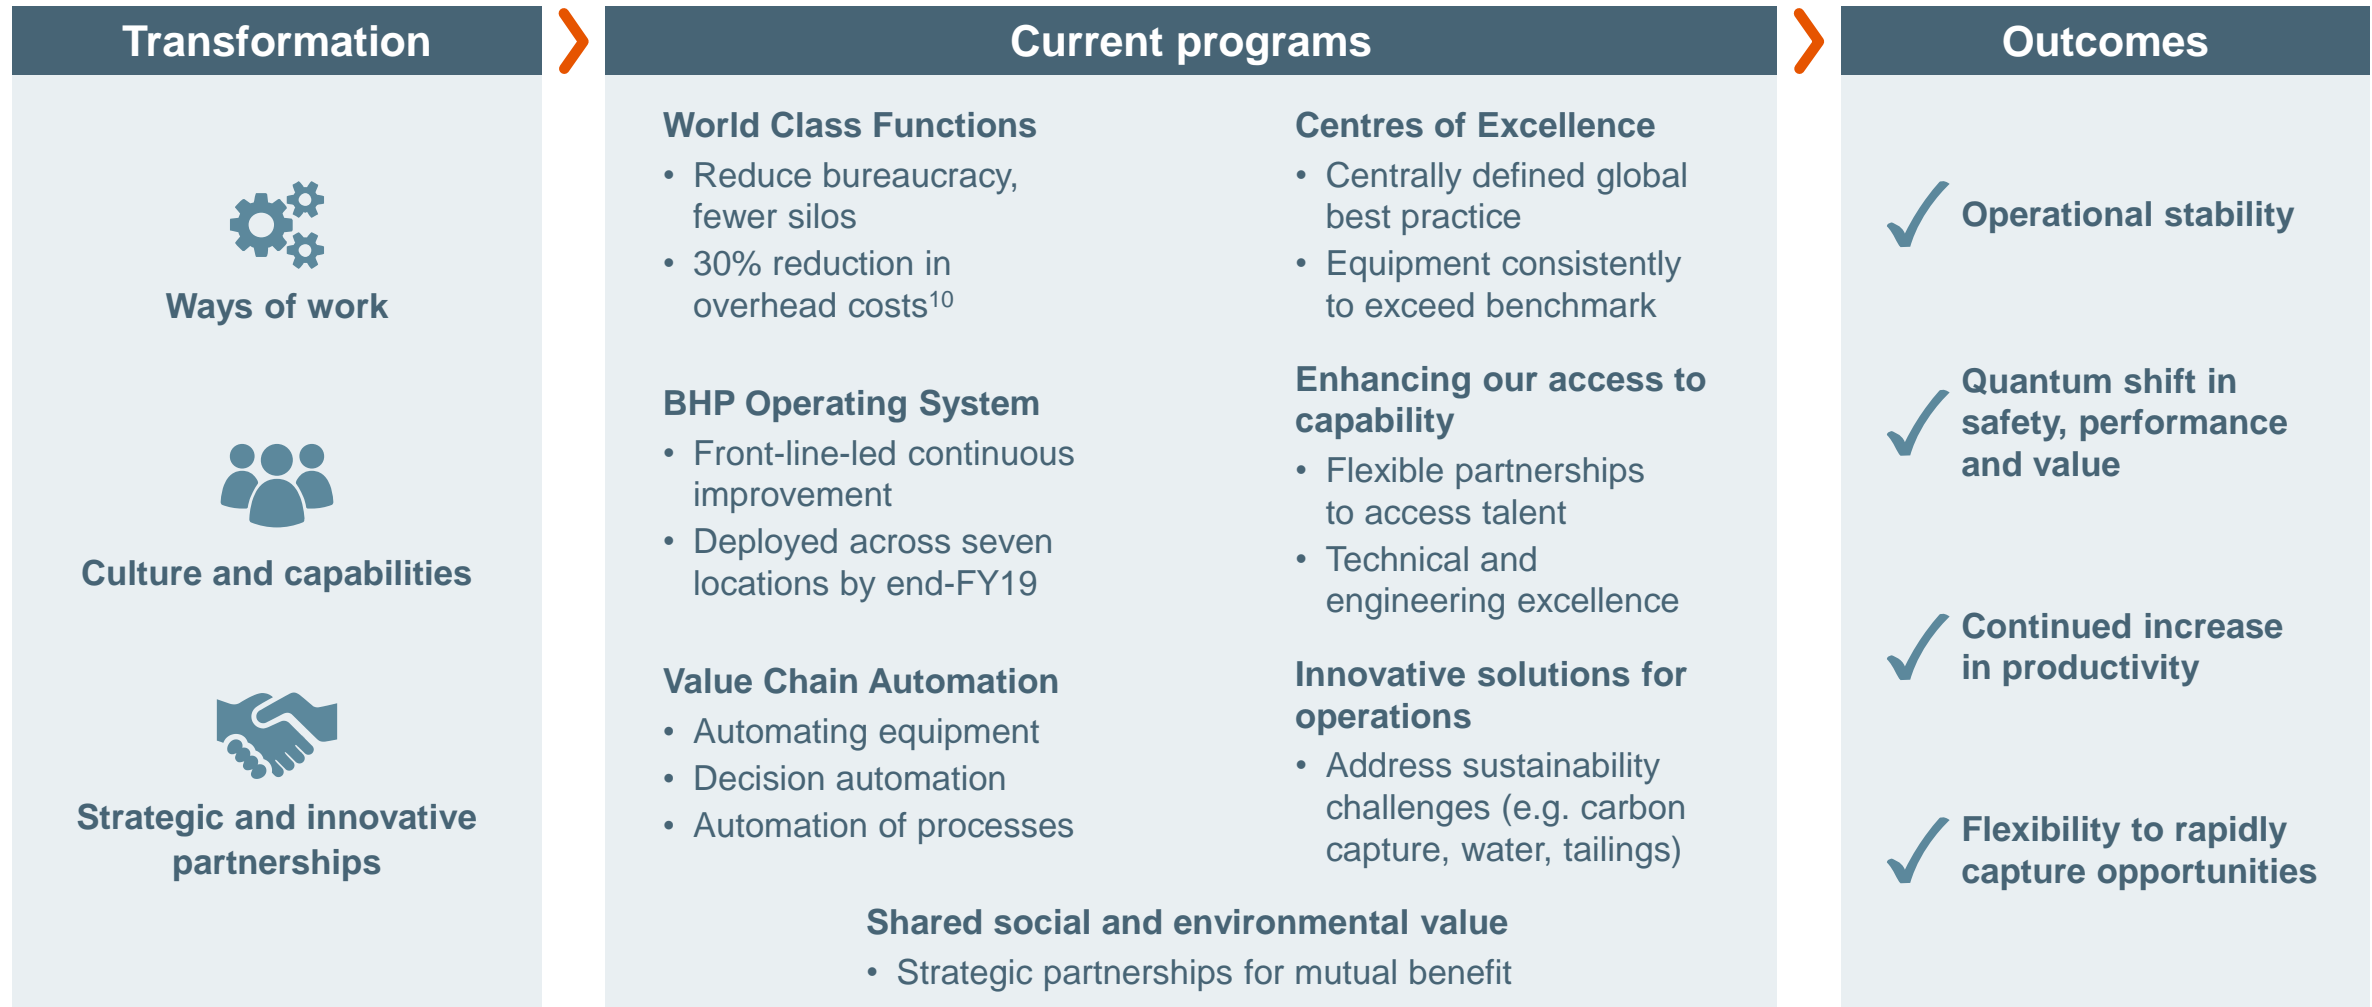 Transformation
Ways of work
Culture and capabilities
Strategic and innovative
partnerships
Current programs
World Class Functions
• Reduce bureaucracy,
fewer silos
• 30% reduction in
overhead costs10
BHP Operating System
• Front-line-led continuous
improvement
• Deployed across seven
locations by end-FY19
Value Chain Automation
• Automating equipment
• Decision automation
• Automation of processes
Centres of Excellence
• Centrally defined global
best practice
• Equipment consistently
to exceed benchmark
Enhancing our access to
capability
• Flexible partnerships
to access talent
• Technical and
engineering excellence
Innovative solutions for
operations
• Address sustainability
challenges (e.g. carbon
capture, water, tailings)
Shared social and environmental value
• Strategic partnerships for mutual benefit
Outcomes
Operational stability
Quantum shift in
safety, performance
and value
Continued increase
in productivity
Flexibility to rapidly
capture opportunities